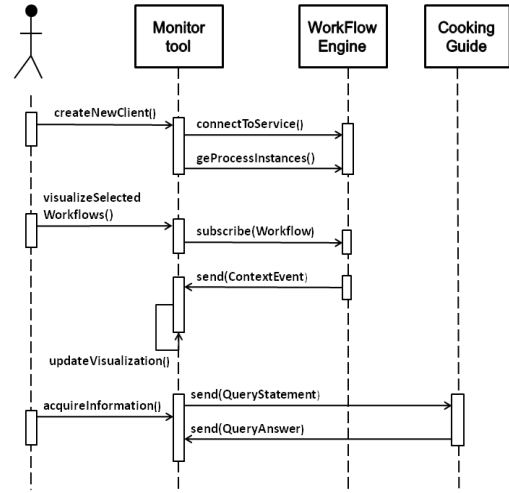 Monitor
tool
WorkFlow
Engine
Cooking
Guide
createNewClient()
connectToService()
geProcessInstances()
visualizeSelected
Workflows()
subscribe(Workflow)
send(ContextEvent)
updateVisualization()
send(QueryStatement)
acquireInformation()
send(QueryAnswer)